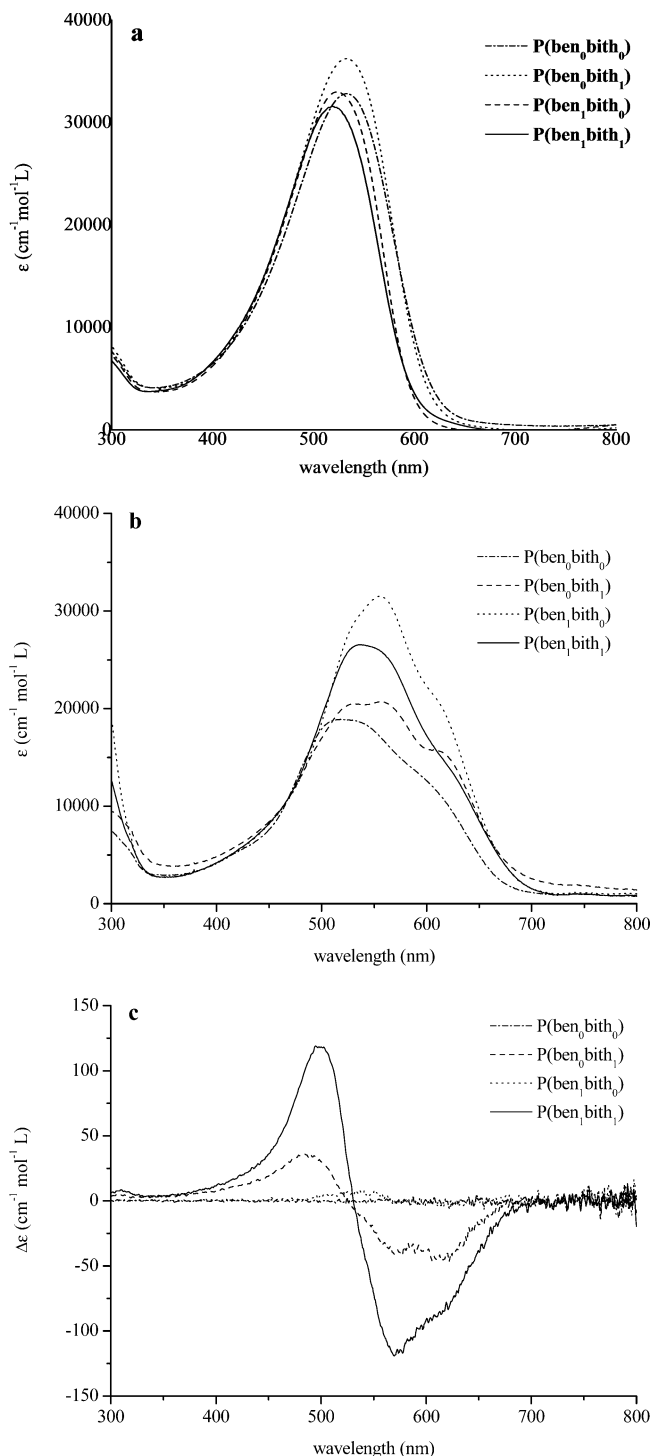 a
40000
30000
20000
10000
0
ε (cm⁻¹mol⁻¹L)
P(ben₀bith₀)
P(ben₀bith₁)
P(ben₁bith₀)
P(ben₁bith₁)
300 400 500 600 700 800
wavelength (nm)
b
40000
30000
20000
10000
0
ε (cm⁻¹ mol⁻¹ L)
P(ben₀bith₀)
P(ben₀bith₁)
P(ben₁bith₀)
P(ben₁bith₁)
300 400 500 600 700 800
wavelength (nm)
c
150
100
50
0
-50
-100
-150
Δε (cm⁻¹ mol⁻¹ L)
P(ben₀bith₀)
P(ben₀bith₁)
P(ben₁bith₀)
P(ben₁bith₁)
300 400 500 600 700 800
wavelength (nm)